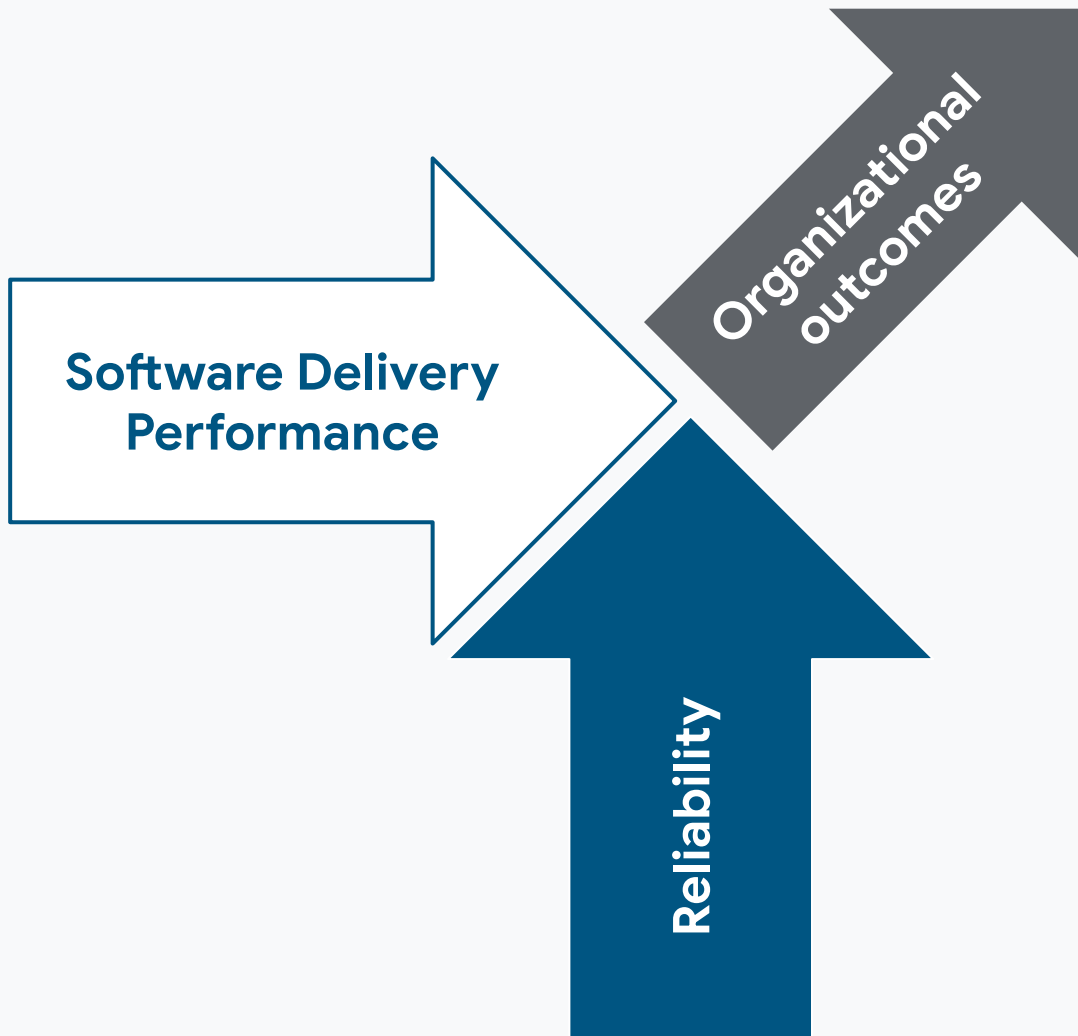 Organizational
outcomes
Software Delivery
Performance
Reliability